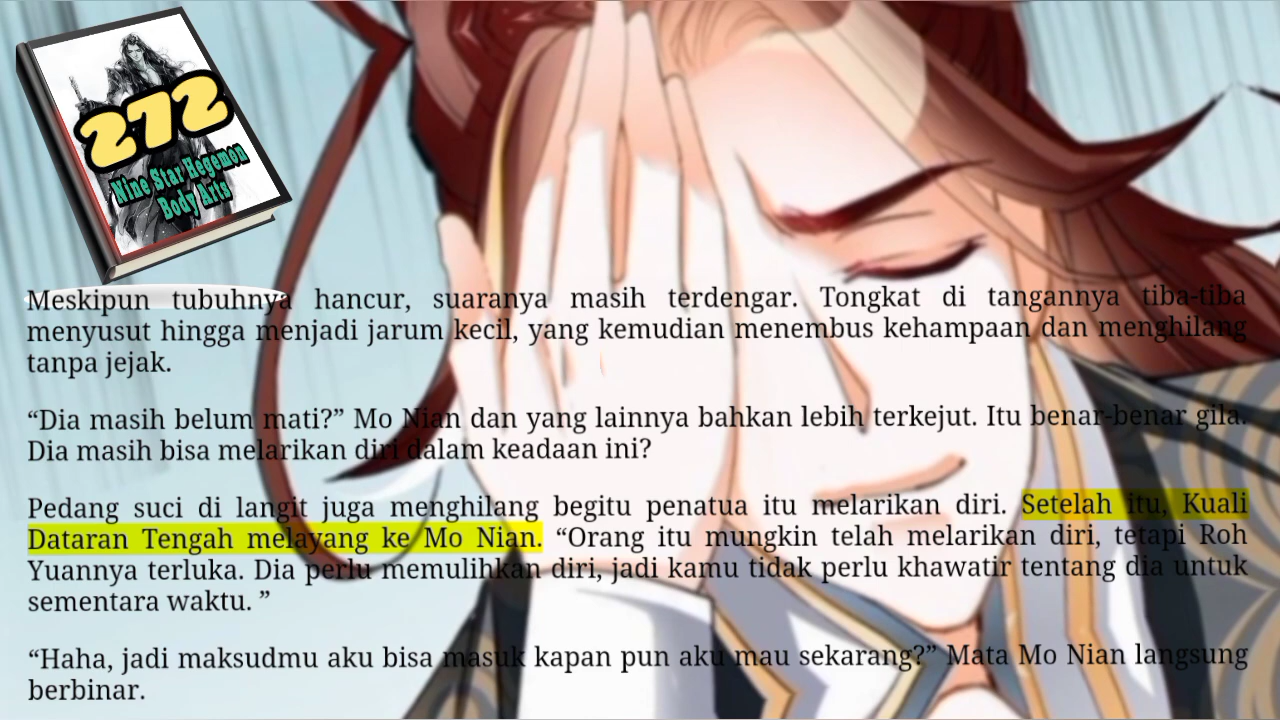 272
Nine Star Hegemon
Body Arts
Meskipun tubuhnya hancur, suaranya masih terdengar. Tongkat di tangannya tiba-tiba
menyusut hingga menjadi jarum kecil, yang kemudian menembus kehampaan dan menghilang
tanpa jejak.
“Dia masih belum mati?” Mo Nian dan yang lainnya bahkan lebih terkejut. Itu benar-benar gila.
Dia masih bisa melarikan diri dalam keadaan ini?
Pedang suci di langit juga menghilang begitu penatua itu melarikan diri. Setelah itu, Kuali
Dataran Tengah melayang ke Mo Nian. “Orang itu mungkin telah melarikan diri, tetapi Roh
Yuannya terluka. Dia perlu memulihkan diri, jadi kamu tidak perlu khawatir tentang dia untuk
sementara waktu. ”
“Haha, jadi maksudmu aku bisa masuk kapan pun aku mau sekarang?” Mata Mo Nian langsung
berbinar.